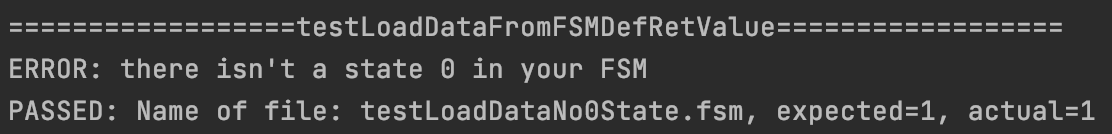 ==================testLoadDataFromFSMDefRetValue==================
ERROR: there isn't a state 0 in your FSM
PASSED: Name of file: testLoadDataNo0State.fsm, expected=1, actual=1